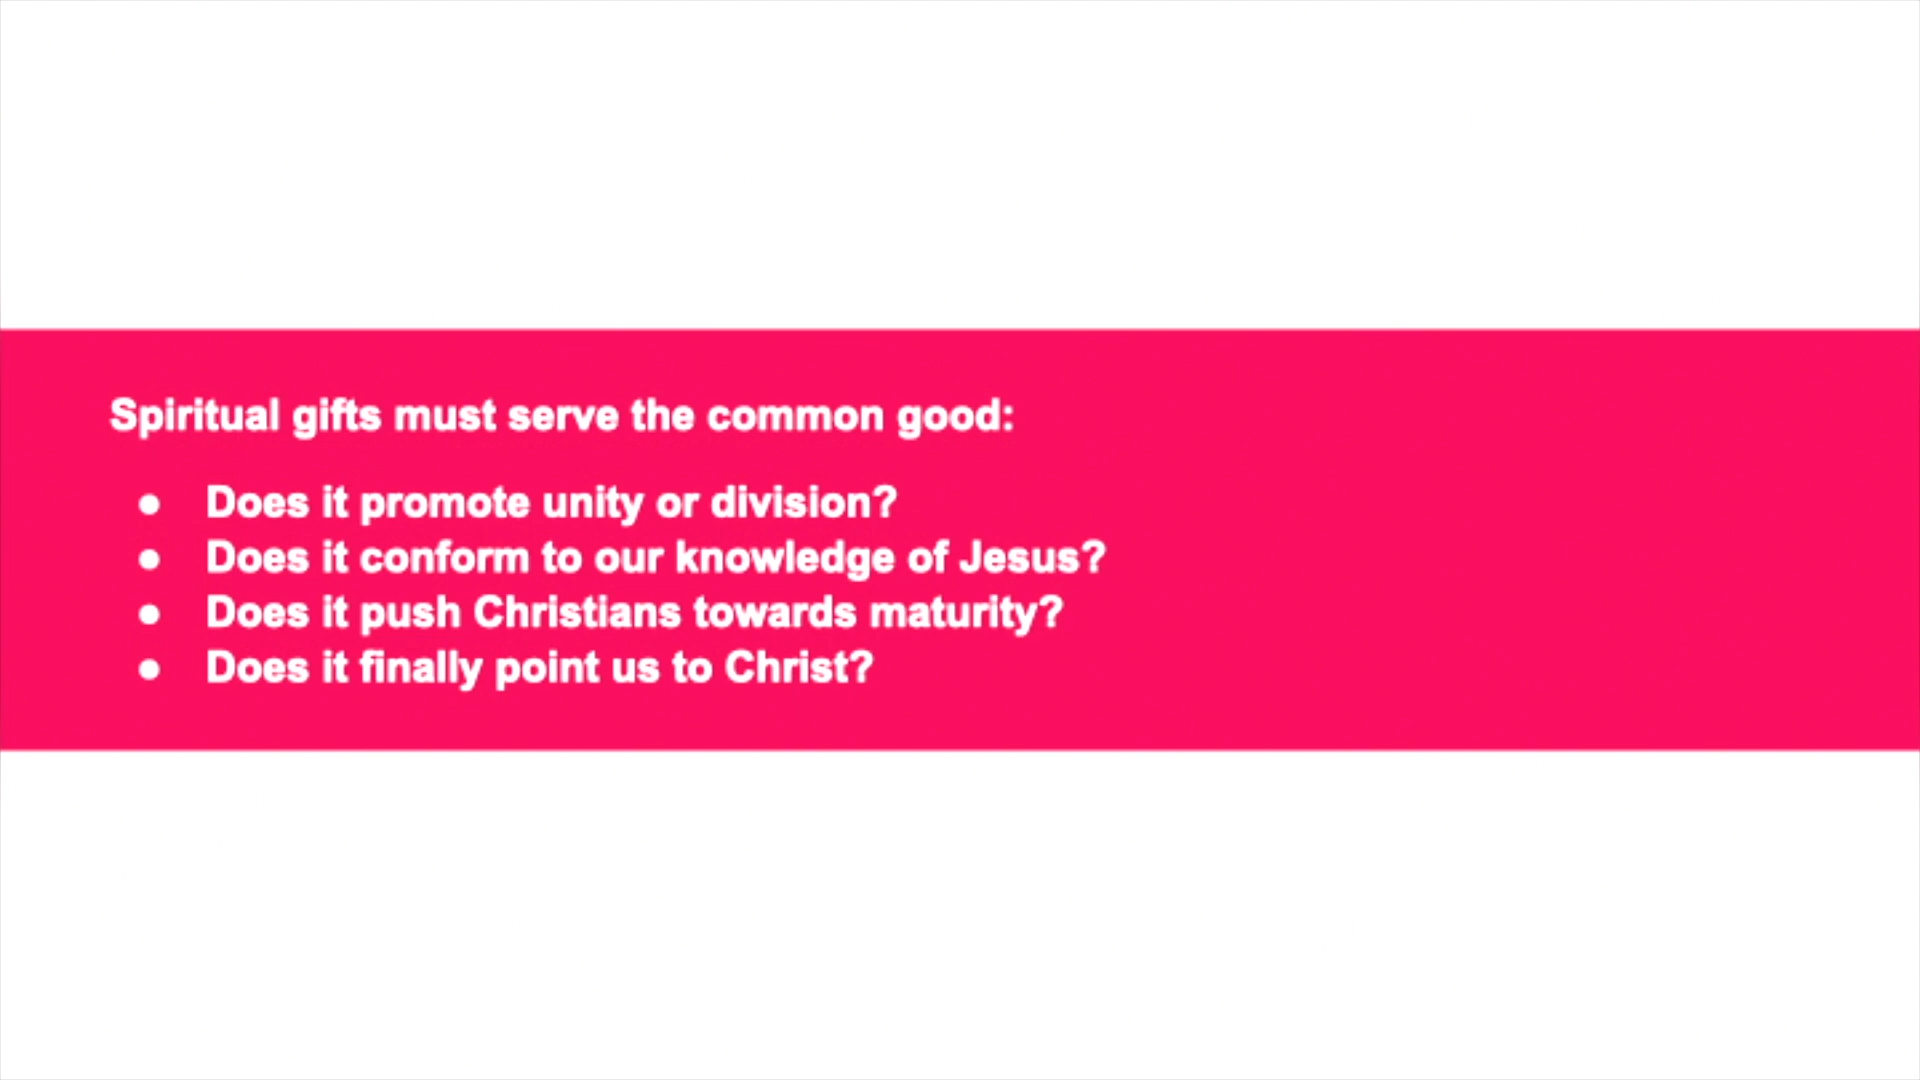 Spiritual gifts must serve the common good:
● Does it promote unity or division?
● Does it conform to our knowledge of Jesus?
● Does it push Christians towards maturity?
● Does it finally point us to Christ?